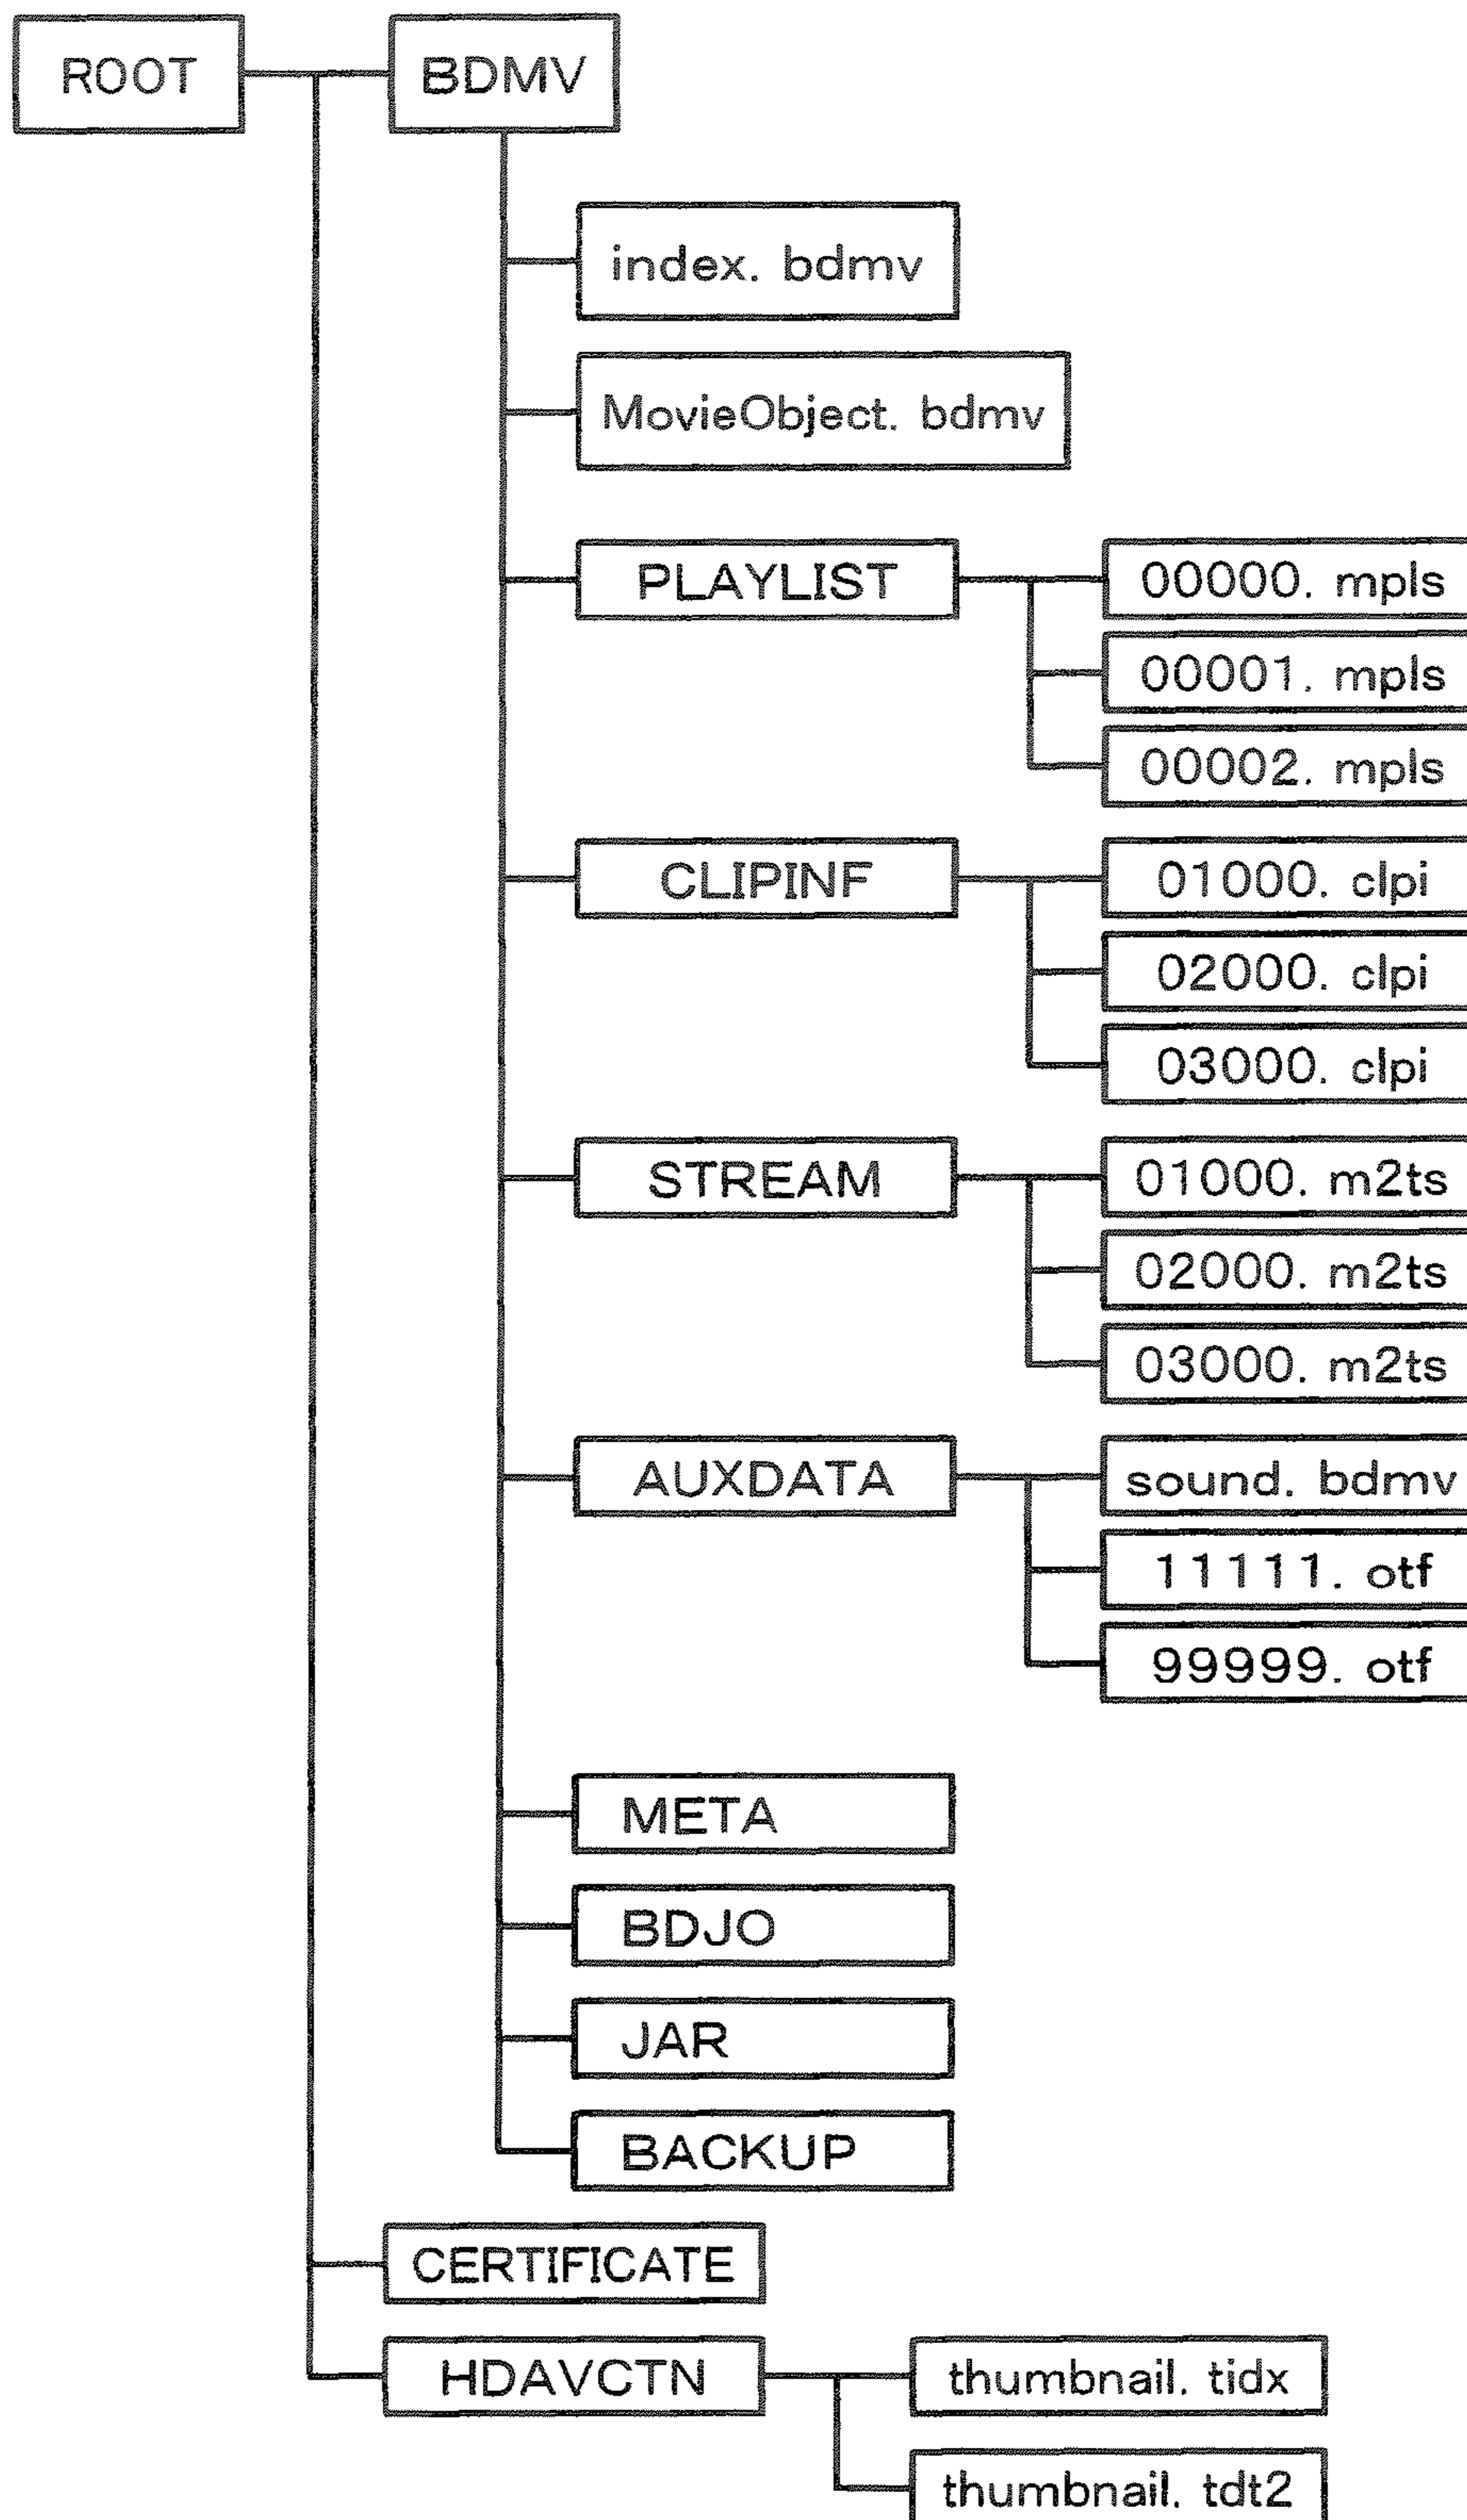 ROOT
BDMV
index. bdmv
MovieObject. bdmv
PLAYLIST
00000. mpls
00001. mpls
00002. mpls
CLIPINF
01000. clpi
02000. clpi
03000. clpi
STREAM
01000. m2ts
02000. m2ts
03000. m2ts
AUXDATA
sound. bdmv
11111. otf
99999. otf
META
BDJO
JAR
BACKUP
CERTIFICATE
HDAVCTN
thumbnail. tidx
thumbnail. tdt2